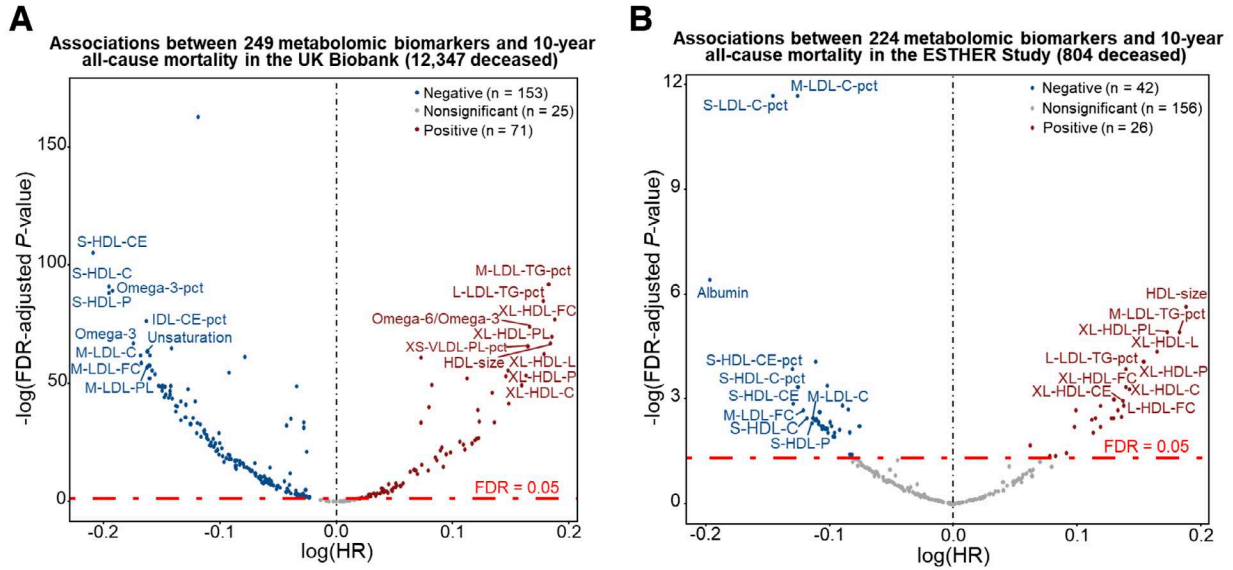 A
Associations between 249 metabolomic biomarkers and 10-year
all-cause mortality in the UK Biobank (12,347 deceased)
Negative (n = 153)
Nonsignificant (n = 25)
Positive (n = 71)
-log(FDR-adjusted P-value)
150
100
50
0
S-HDL-CE
S-HDL-C
Omega-3-pct
S-HDL-P
IDL-CE-pct
Omega-3
Unsaturation
M-LDL-C
M-LDL-FC
M-LDL-PL
M-LDL-TG-pct
L-LDL-TG-pct
XL-HDL-FC
Omega-6/Omega-3
XL-HDL-PL
XS-VLDL-PL-pct
HDL-size
XL-HDL-L
XL-HDL-P
XL-HDL-C
FDR = 0.05
-0.2
-0.1
0.0
0.1
0.2
log(HR)
B
Associations between 224 metabolomic biomarkers and 10-year
all-cause mortality in the ESTHER Study (804 deceased)
Negative (n = 42)
Nonsignificant (n = 156)
Positive (n = 26)
-log(FDR-adjusted P-value)
12
9
6
3
0
M-LDL-C-pct
S-LDL-C-pct
Albumin
S-HDL-CE-pct
S-HDL-C-pct
S-HDL-CE
M-LDL-C
M-LDL-FC
S-HDL-C
S-HDL-P
HDL-size
M-LDL-TG-pct
XL-HDL-PL
XL-HDL-L
L-LDL-TG-pct
XL-HDL-P
XL-HDL-FC
XL-HDL-C
XL-HDL-CE
L-HDL-FC
FDR = 0.05
-0.2
-0.1
0.0
0.1
0.2
log(HR)